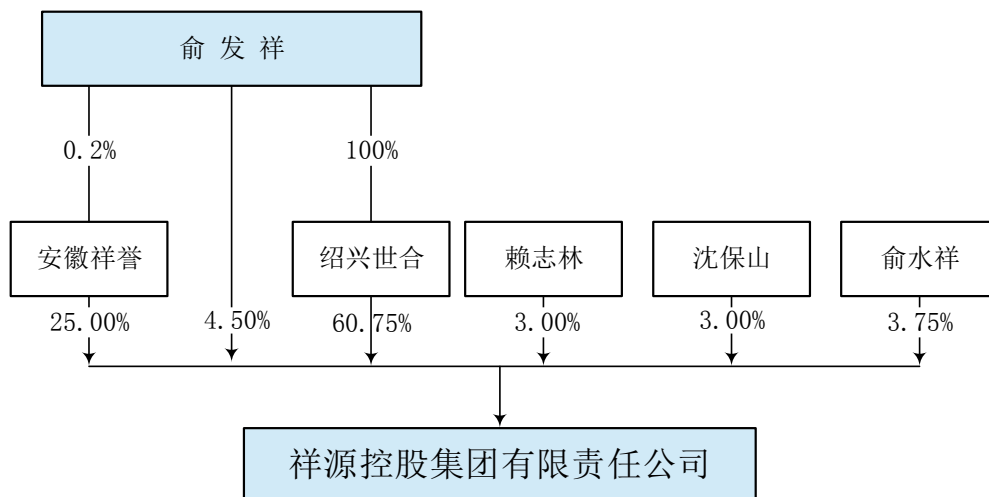 俞 发 祥
0.2%
100%
安徽祥誉
绍兴世合
赖志林
沈保山
俞水祥
25.00%
4.50%
60.75%
3.00%
3.00%
3.75%
祥源控股集团有限责任公司